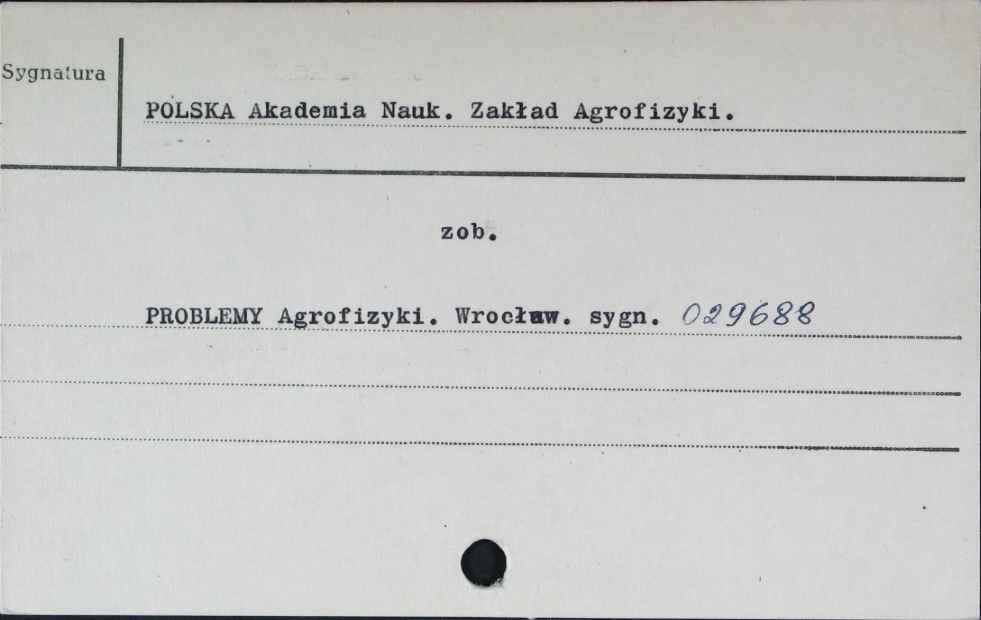 Sygnatura
POLSKA Akademia Nauk. Zakład Agrofizyki.
zob.
PROBLEMY Agrofizyki. Wrocław. sygn. 029688